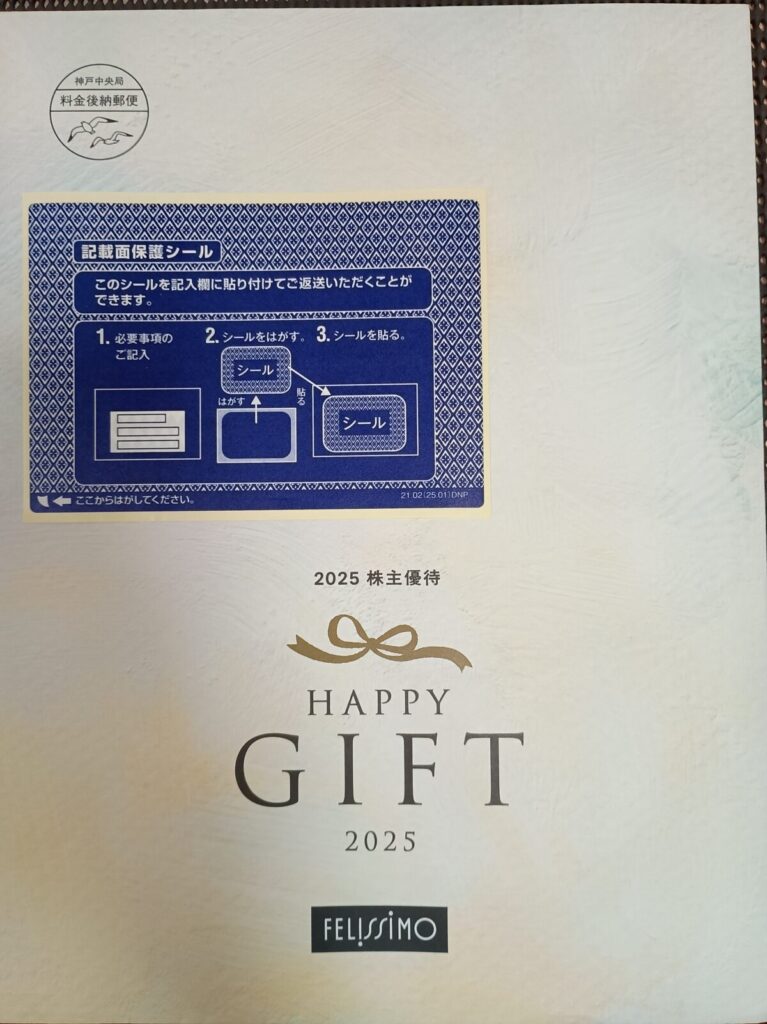 神戸中央局
料金後納郵便
記載面保護シール
このシールを記入欄に貼り付けてご返送いただくことが
できます。
1. 必要事項の
ご記入
2. シールをはがす。
シール
はがす
貼る
3. シールを貼る。
シール
ここからはがしてください。
21 02(25.01)DNP
2025 株主優待
HAPPY
GIFT
2025
FELISSIMO